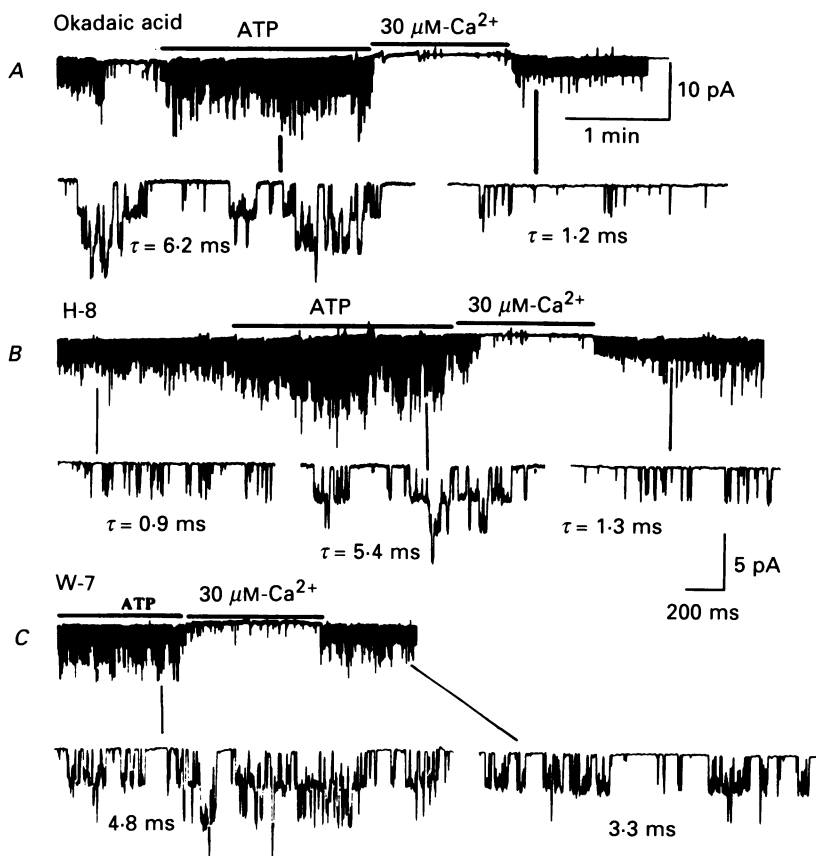 Okadaic acid
ATP
30 μM-Ca²⁺
A
10 pA
1 min
τ = 6·2 ms
τ = 1·2 ms
H-8
ATP
30 μM-Ca²⁺
B
τ = 0·9 ms
τ = 5·4 ms
τ = 1·3 ms
5 pA
200 ms
W-7
ATP
30 μM-Ca²⁺
C
4·8 ms
3·3 ms